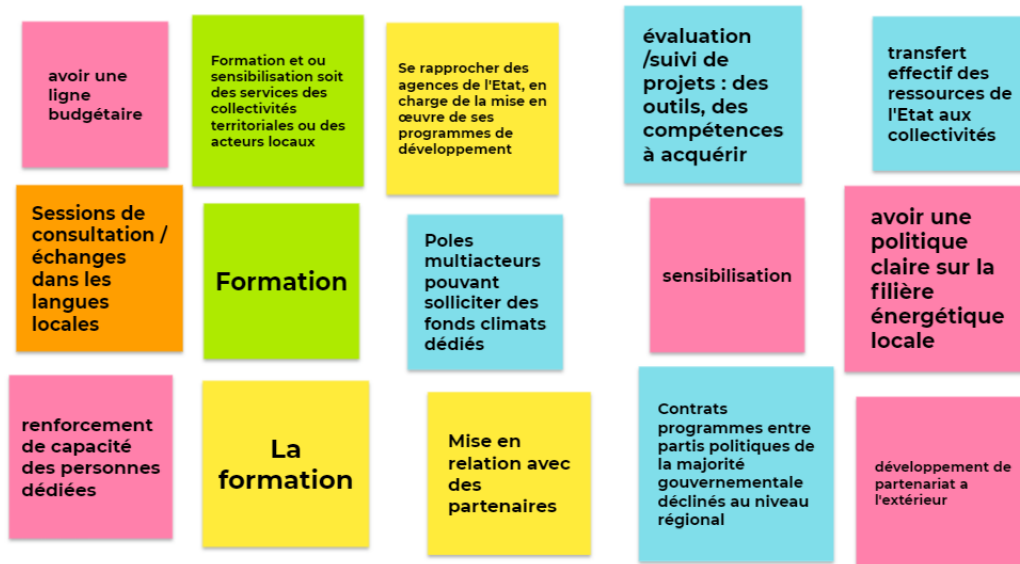 avoir une
ligne
budgétaire
Formation et ou
sensibilisation soit
des services des
collectivités
territoriales ou des
acteurs locaux
Se rapprocher des
agences de l'Etat, en
charge de la mise en
œuvre de ses
programmes de
développement
évaluation
/suivi de
projets : des
outils, des
compétences
à acquérir
transfert
effectif des
ressources de
l'Etat aux
collectivités
Sessions de
consultation /
échanges
dans les
langues
locales
Formation
Poles
multiacteurs
pouvant
solliciter des
fonds climats
dédiés
sensibilisation
avoir une
politique
claire sur la
filière
énergétique
locale
renforcement
de capacité
des personnes
dédiées
La
formation
Mise en
relation avec
des
partenaires
Contrats
programmes entre
partis politiques de
la majorité
gouvernementale
déclinés au niveau
régional
développement de
partenariat a
l'extérieur